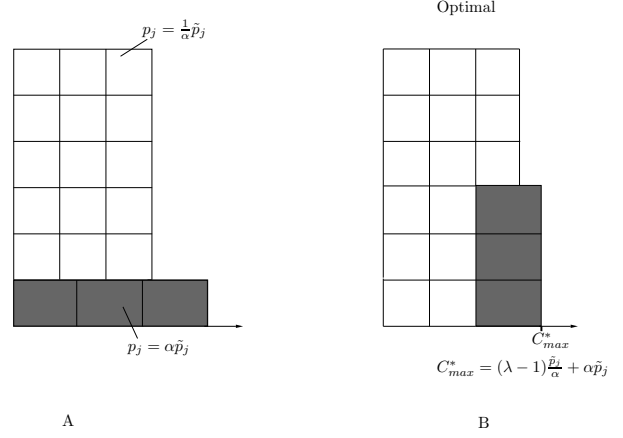 Optimal
$p_j = \frac{1}{\alpha}\tilde{p}_j$
$p_j = \alpha\tilde{p}_j$
$C^*_{max}$
$C^*_{max} = (\lambda - 1)\frac{\tilde{p}_j}{\alpha} + \alpha\tilde{p}_j$
A
B